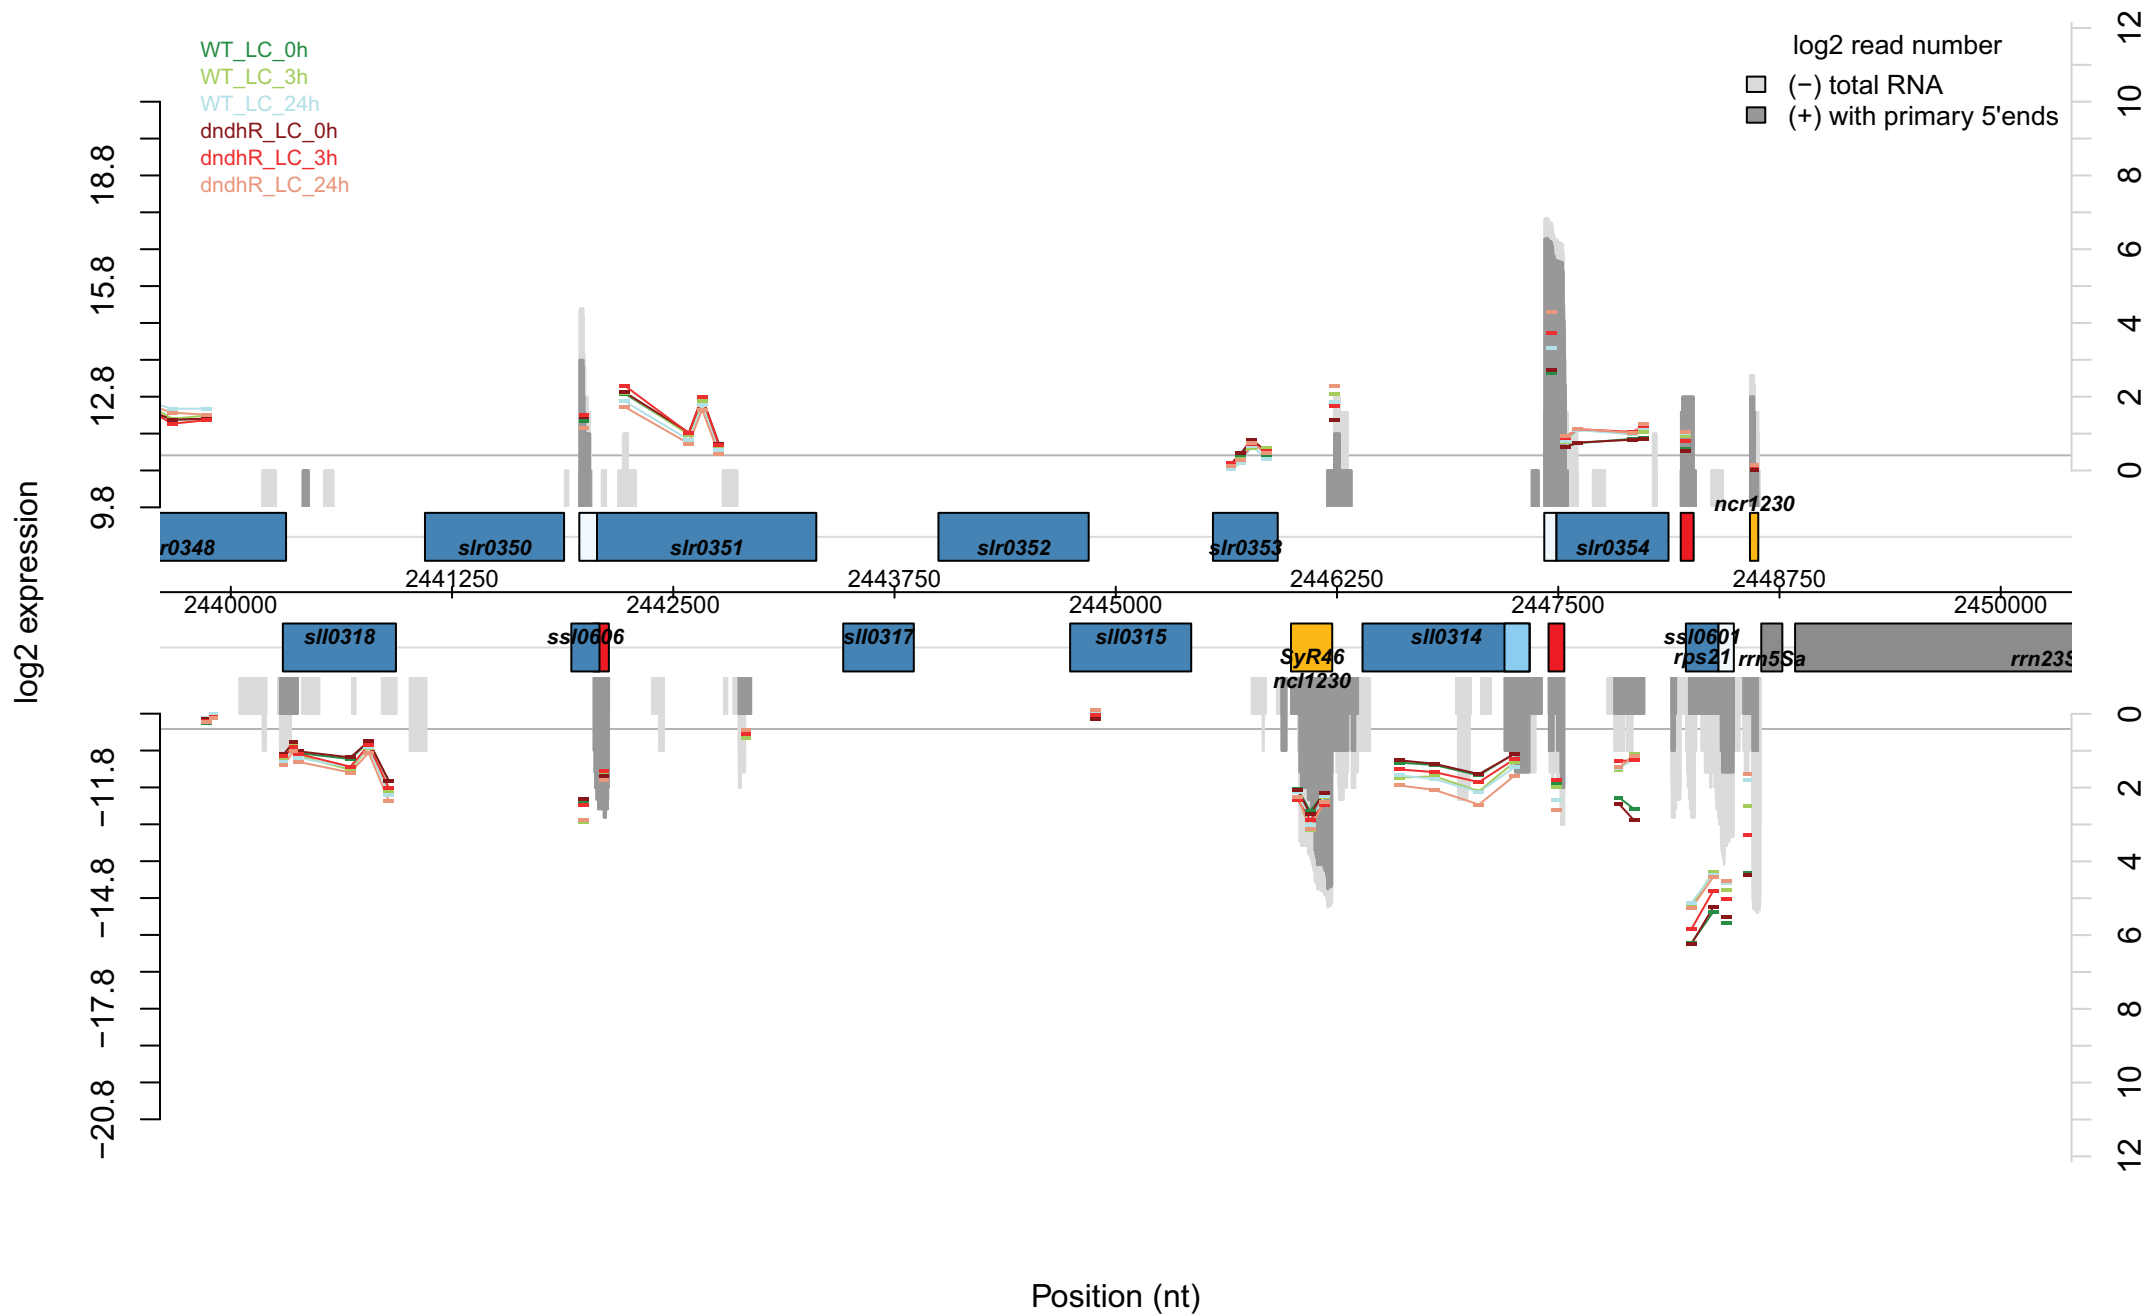 WT_LC_0h
WT_LC_3h
WT_LC_24h
dndhR_LC_0h
dndhR_LC_3h
dndhR_LC_24h
log2 read number
(−) total RNA
(+) with primary 5'ends
log2 expression
18.8
15.8
12.8
9.8
12
10
8
6
4
2
0
ncr1230
r0348
slr0350
slr0351
slr0352
slr0353
slr0354
2441250
2443750
2446250
2448750
2440000
2442500
2445000
2447500
2450000
sll0318
ssl0606
sll0317
sll0315
SyR46
ncl1230
sll0314
ssl0601
rps21
rrn5Sa
rrn23S
−11.8
−14.8
−17.8
−20.8
0
2
4
6
8
10
12
Position (nt)